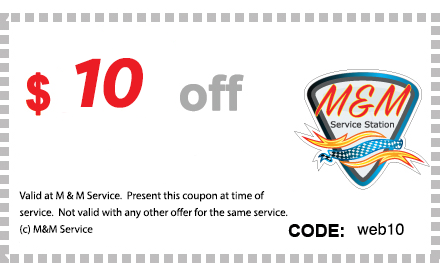 $ 10 off
M&M
Service Station
Valid at M & M Service. Present this coupon at time of
service. Not valid with any other offer for the same service.
(c) M&M Service
CODE: web10